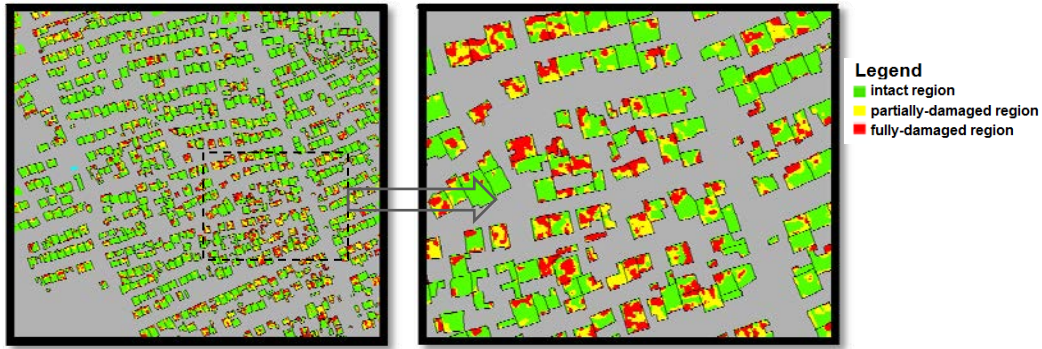 Legend
intact region
partially-damaged region
fully-damaged region